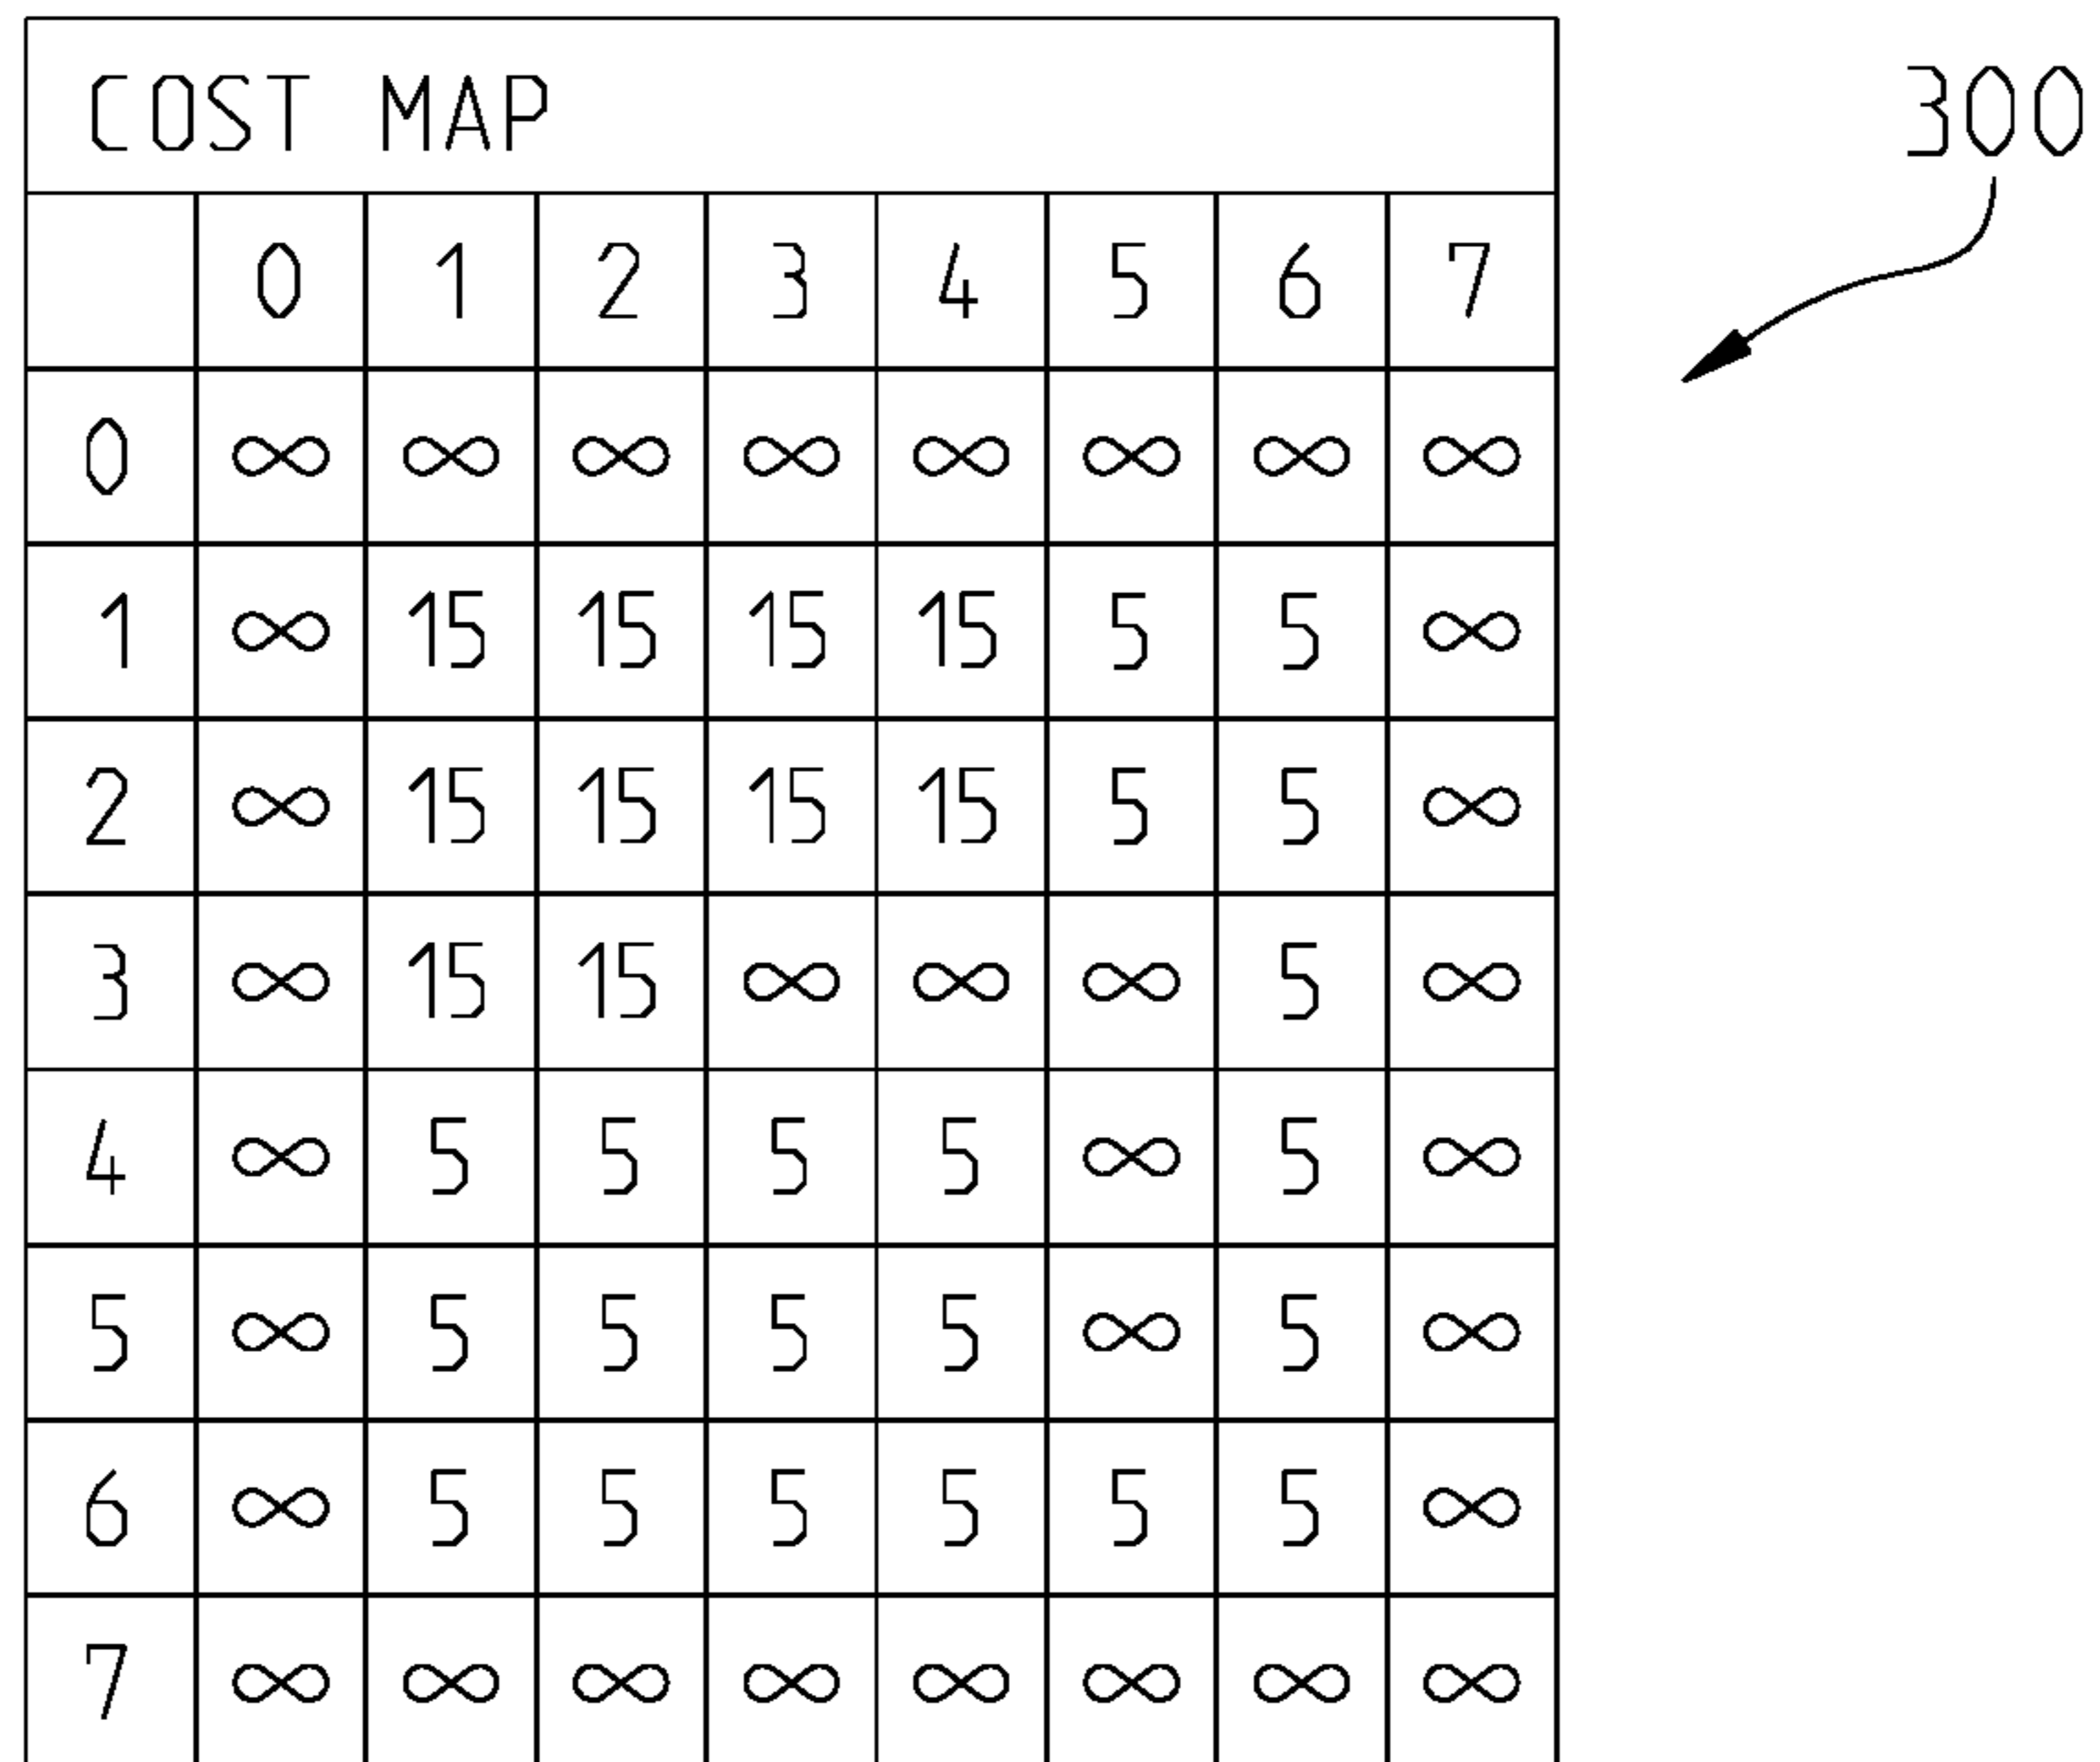 COST MAP
300
0 1 2 3 4 5 6 7
0 ∞ ∞ ∞ ∞ ∞ ∞ ∞ ∞
1 ∞ 15 15 15 15 5 5 ∞
2 ∞ 15 15 15 15 5 5 ∞
3 ∞ 15 15 ∞ ∞ ∞ 5 ∞
4 ∞ 5 5 5 5 ∞ 5 ∞
5 ∞ 5 5 5 5 ∞ 5 ∞
6 ∞ 5 5 5 5 5 5 ∞
7 ∞ ∞ ∞ ∞ ∞ ∞ ∞ ∞